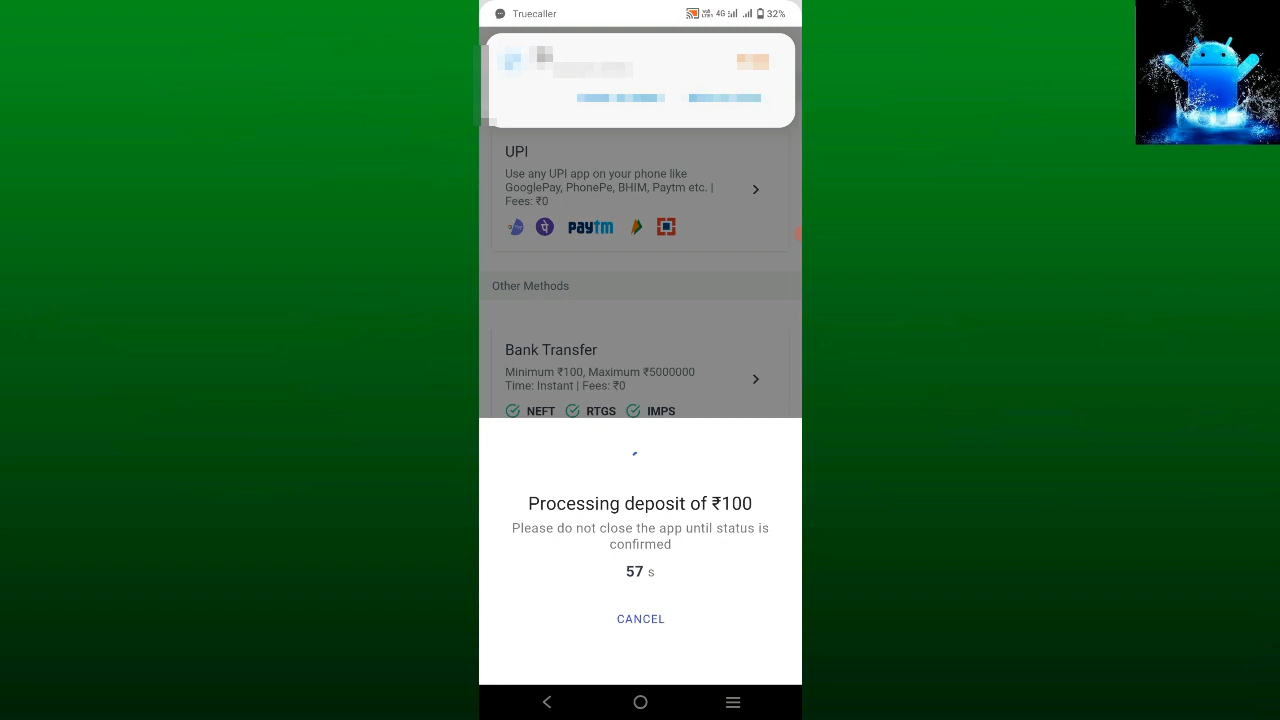 Truecaller
4G
32%
UPI
Use any UPI app on your phone like
GooglePay, PhonePe, BHIM, Paytm etc. |
Fees: ₹0
पे paytm
Other Methods
Bank Transfer
Minimum ₹100, Maximum ₹5000000
Time: Instant | Fees: ₹0
NEFT RTGS IMPS
Processing deposit of ₹100
Please do not close the app until status is
confirmed
57 s
CANCEL